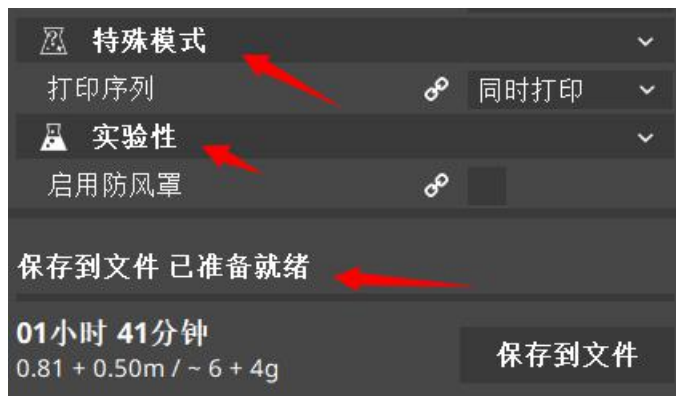 特殊模式
打印序列 同时打印
实验性
启用防风罩
保存到文件 已准备就绪
01小时 41分钟
0.81 + 0.50m / ~ 6 + 4g
保存到文件